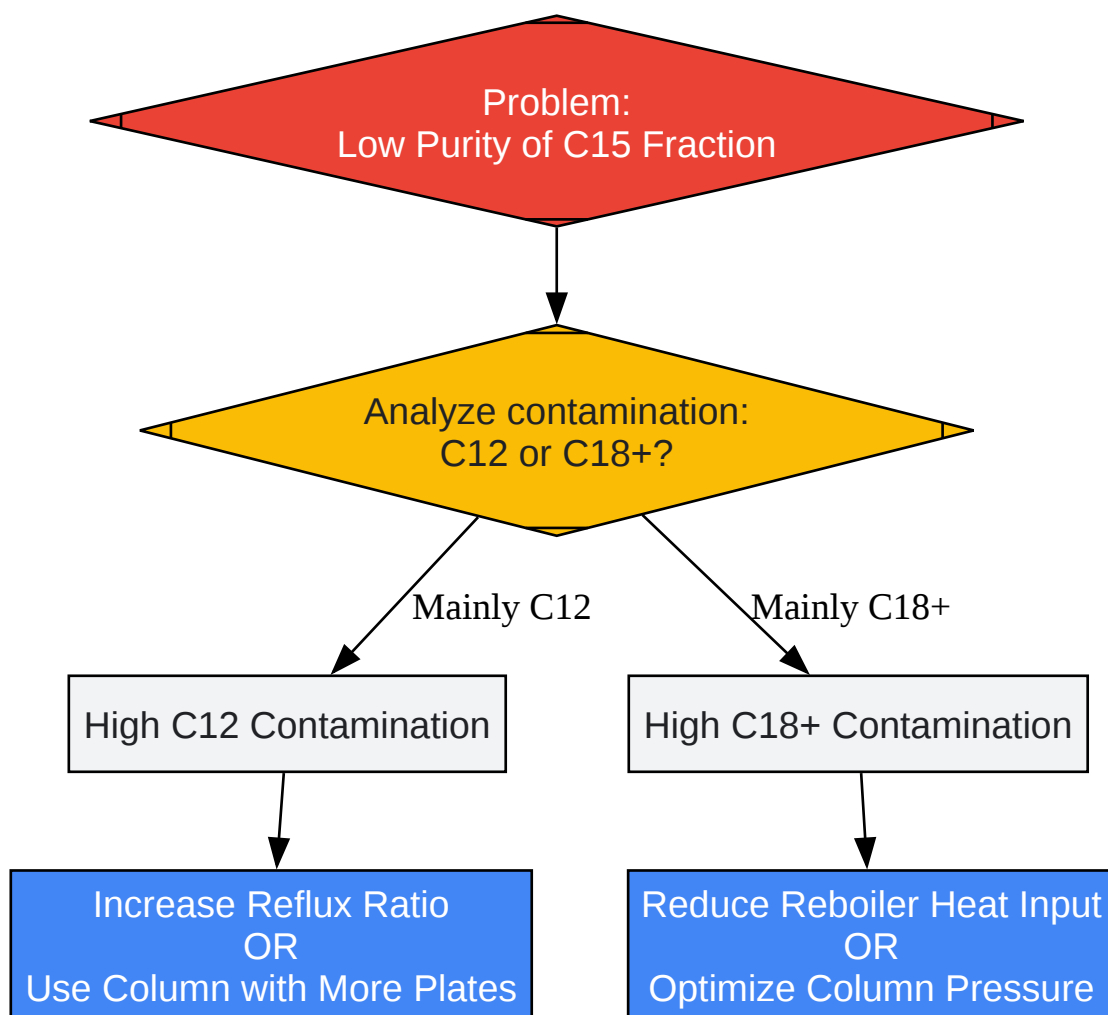 Problem:
Low Purity of C15 Fraction
Analyze contamination:
C12 or C18+?
Mainly C12
Mainly C18+
High C12 Contamination
High C18+ Contamination
Increase Reflux Ratio
OR
Use Column with More Plates
Reduce Reboiler Heat Input
OR
Optimize Column Pressure